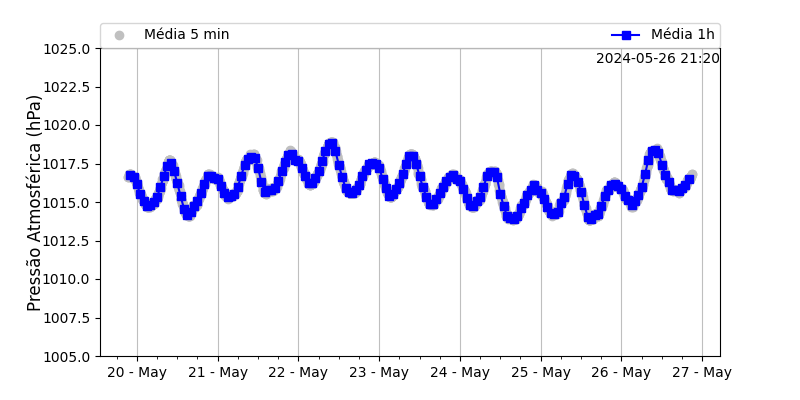 Média 5 min
Média 1h
2024-05-26 21:20
Pressão Atmosférica (hPa)
1025.0
1022.5
1020.0
1017.5
1015.0
1012.5
1010.0
1007.5
1005.0
20 - May
21 - May
22 - May
23 - May
24 - May
25 - May
26 - May
27 - May